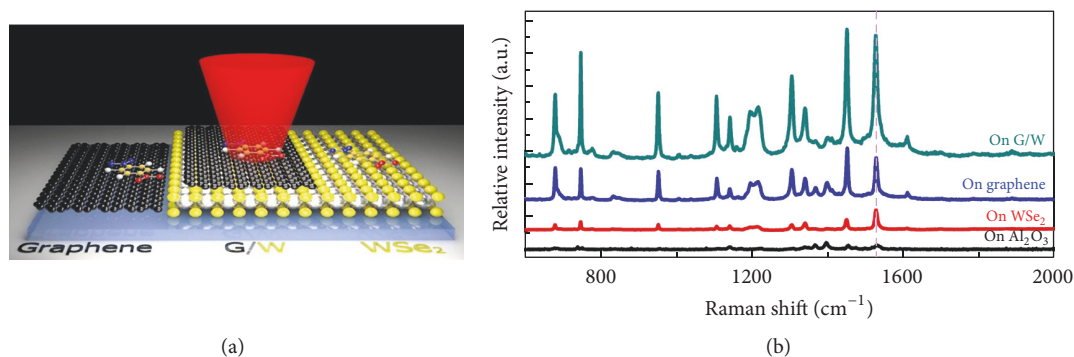 Graphene
G/W
WSe₂
(a)
Relative intensity (a.u.)
On G/W
On graphene
On WSe₂
On Al₂O₃
800
1200
1600
2000
Raman shift (cm⁻¹)
(b)